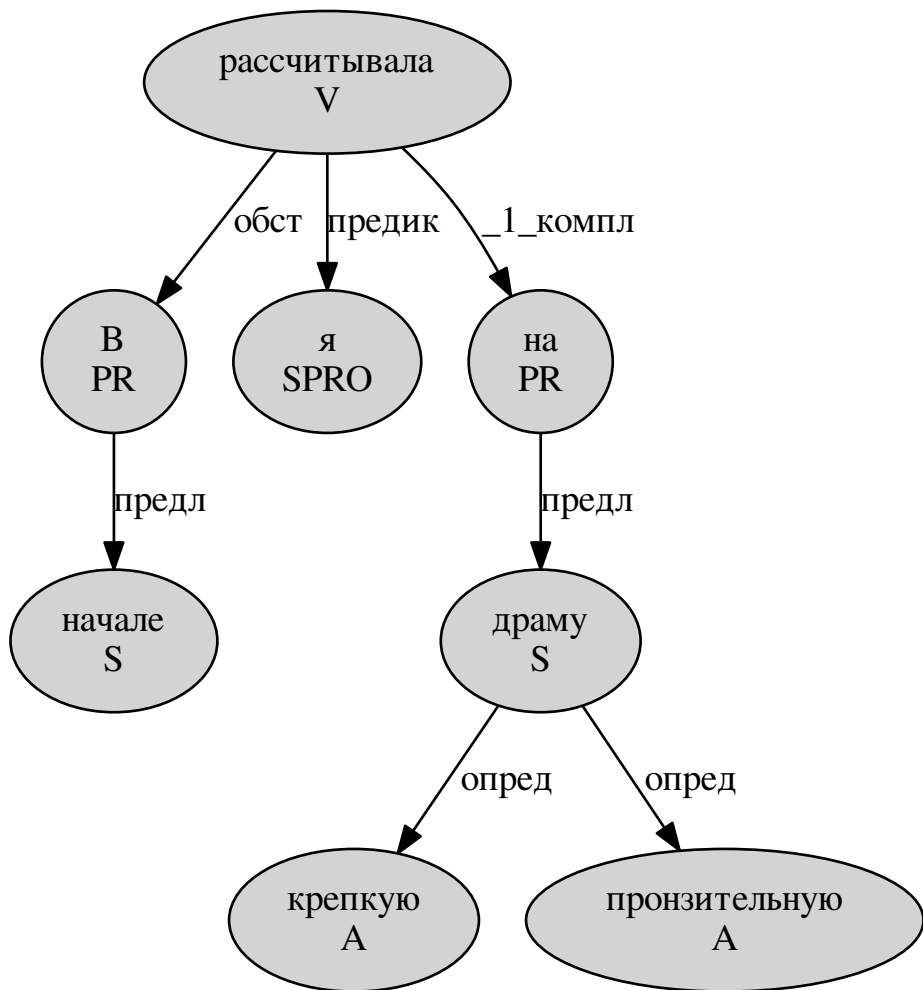 рассчитывала
V
обст
предик
_1_компл
В
PR
я
SPRO
на
PR
предл
предл
начале
S
драму
S
опред
опред
крепкую
A
пронзительную
A